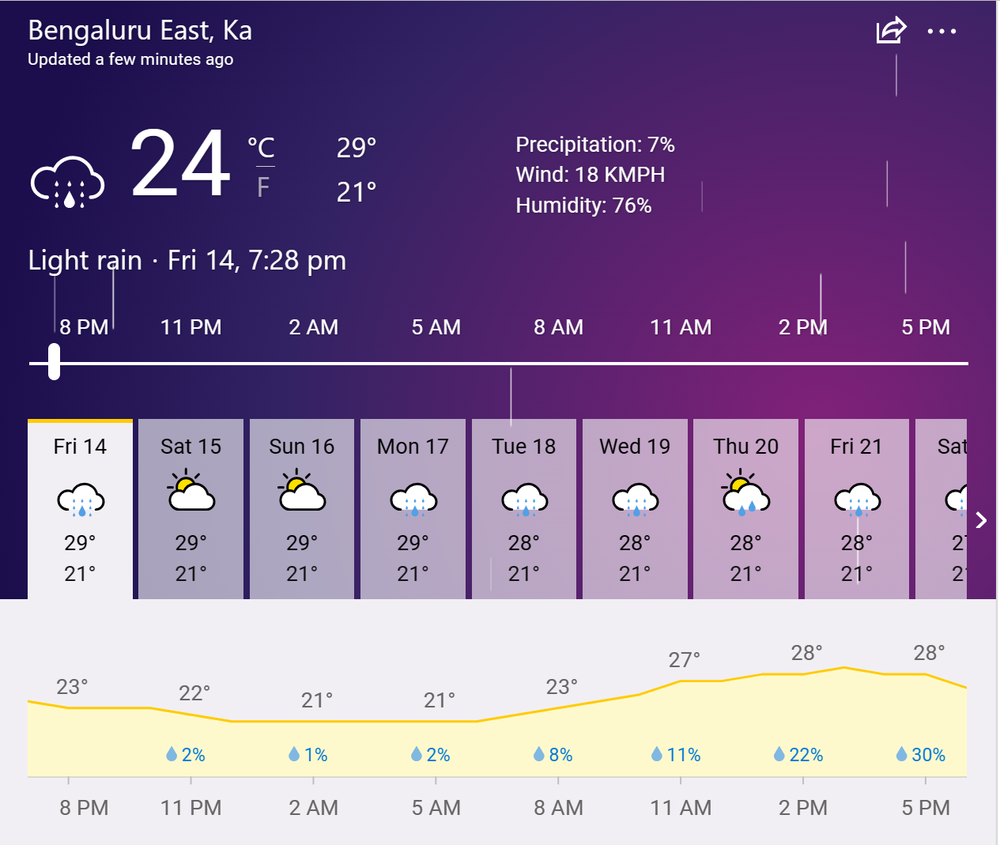 Bengaluru East, Ka
Updated a few minutes ago
24 °C F 29° 21°
Precipitation: 7%
Wind: 18 KMPH
Humidity: 76%
Light rain · Fri 14, 7:28 pm
8 PM 11 PM 2 AM 5 AM 8 AM 11 AM 2 PM 5 PM
Fri 14 Sat 15 Sun 16 Mon 17 Tue 18 Wed 19 Thu 20 Fri 21 Sat
29° 29° 29° 29° 28° 28° 28° 28°
21° 21° 21° 21° 21° 21° 21° 21°
23° 22° 21° 21° 23° 27° 28° 28°
2% 1% 2% 8% 11% 22% 30%
8 PM 11 PM 2 AM 5 AM 8 AM 11 AM 2 PM 5 PM